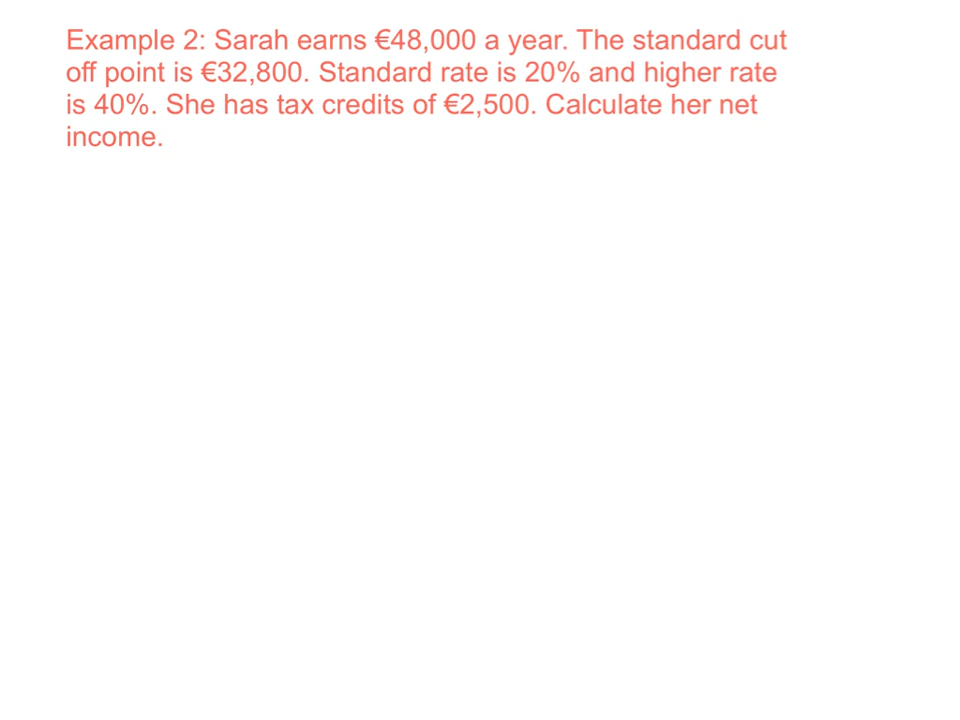 Example 2: Sarah earns €48,000 a year. The standard cut
off point is €32,800. Standard rate is 20% and higher rate
is 40%. She has tax credits of €2,500. Calculate her net
income.